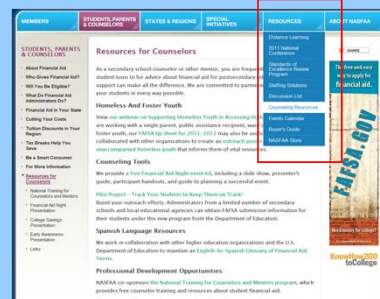 MEMBERS
STUDENTS, PARENTS & COUNSELORS
STATES & REGIONS
SPECIAL INITIATIVES
RESOURCES
ABOUT NASFAA
Distance Learning
2011 National Conference
Standards of Excellence Review Program
Staffing Solutions
Discussion List
Counseling Resources
Events Calendar
Buyer's Guide
NASFAA Store
STUDENTS, PARENTS
& COUNSELORS
About Financial Aid
Who Gives Financial Aid?
Will You Be Eligible?
What Do Financial Aid
Administrators Do?
Financial Aid in Your State
Cutting Your Costs
Tuition Discounts in Your
Region
Tax Breaks Help You
Save
Be a Smart Consumer
For More Information
Resources for
Counselors
National Training for
Counselors and Mentors
Financial Aid Night
Presentation
College Savings
Presentation
Early Awareness
Presentation
Links
Resources for Counselors
As a secondary school counselor or other mentor, you are frequent
student turns to for advice about financial aid for postsecondary
support can make all the difference. We are committed to partne
your students in every way possible.
Homeless And Foster Youth
View our webinar on Supporting Homeless Youth in Accessing
are working with a single parent, public assistance recipient, ward
foster youth, our FAFSA tip sheet for 2011-2012 may also be useful
collaborated with other organizations to create an outreach
unaccompanied homeless youth that informs them of vital resources.
Counseling Tools
We provide a free Financial Aid Night event kit, including a slide show, presenter's
guide, participant handouts, and guide to planning a successful event.
Pilot Project - Track Your Students to Keep Them on Track!
Boost your outreach efforts. Administrators from a limited number of secondary
schools and local educational agencies can obtain FAFSA submission information for
their students under this new program from the Department of Education.
Spanish Language Resources
We work in collaboration with other higher education organizations and the U.S.
Department of Education to maintain an English-to-Spanish Glossary of Financial Aid
Terms.
Professional Development Opportunities
NASFAA co-sponsors the National Training for Counselors and Mentors program, which
provides free counselor training and resources about student financial aid.
SHARE
The free and easy
way to apply for
financial aid.
FAFSA.GOV
KnowHow2GO
toCollege